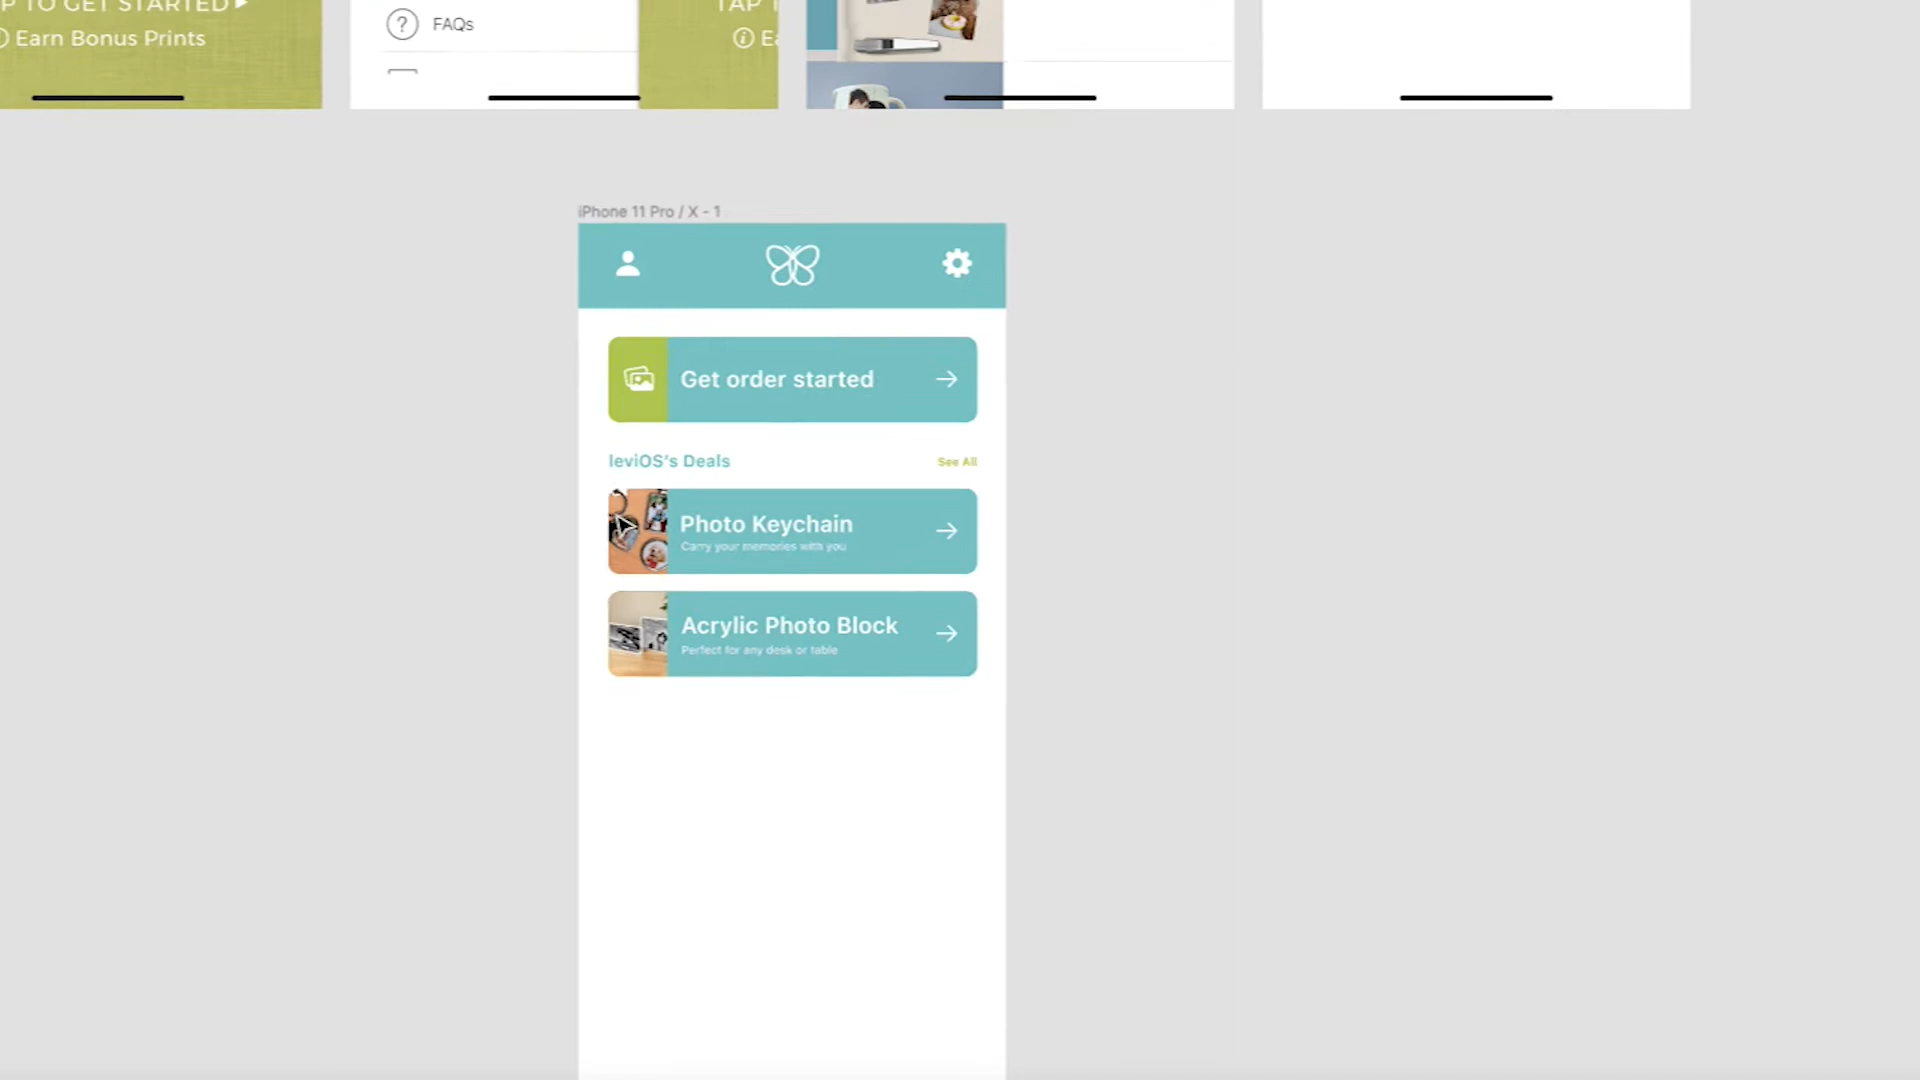 P TO GET STARTED
Earn Bonus Prints
?
FAQs
TAP
i
iPhone 11 Pro / X - 1
Get order started
leviOS's Deals
See All
Photo Keychain
Carry your memories with you
Acrylic Photo Block
Perfect for any desk or table